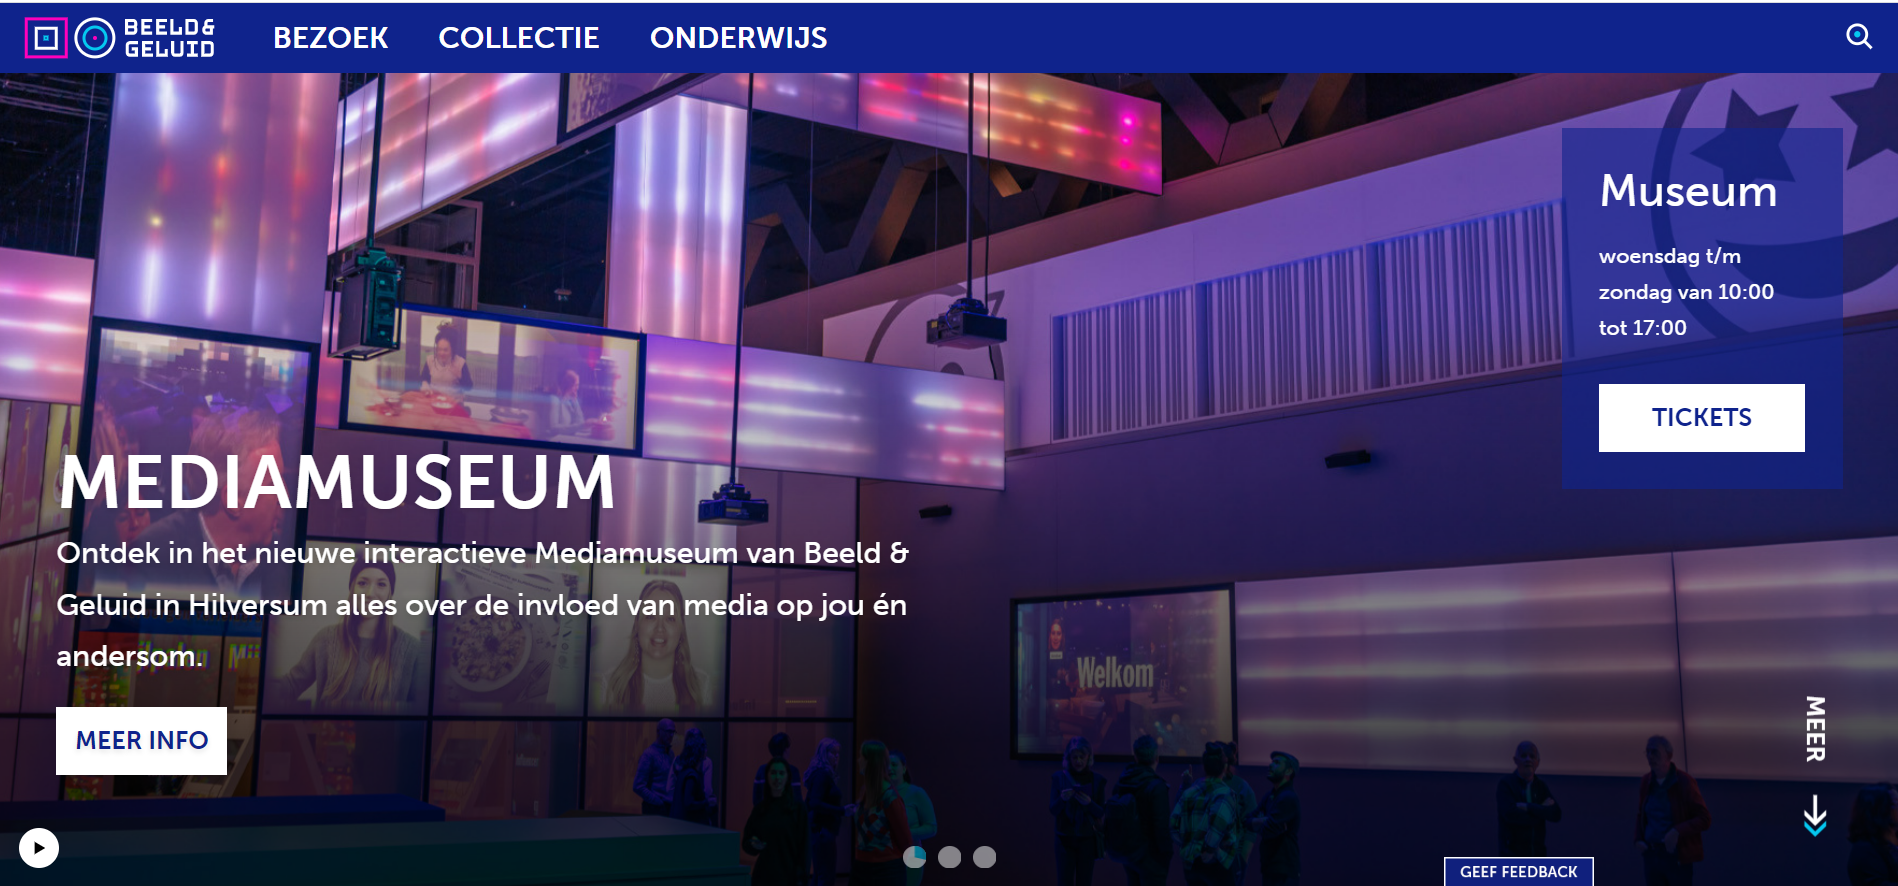 BEELD&
GELUID
BEZOEK
COLLECTIE
ONDERWIJS
Museum
woensdag t/m
zondag van 10:00
tot 17:00
TICKETS
MEDIAMUSEUM
Ontdek in het nieuwe interactieve Mediamuseum van Beeld &
Geluid in Hilversum alles over de invloed van media op jou én
andersom.
MEER INFO
Welkom
MEER
GEEF FEEDBACK